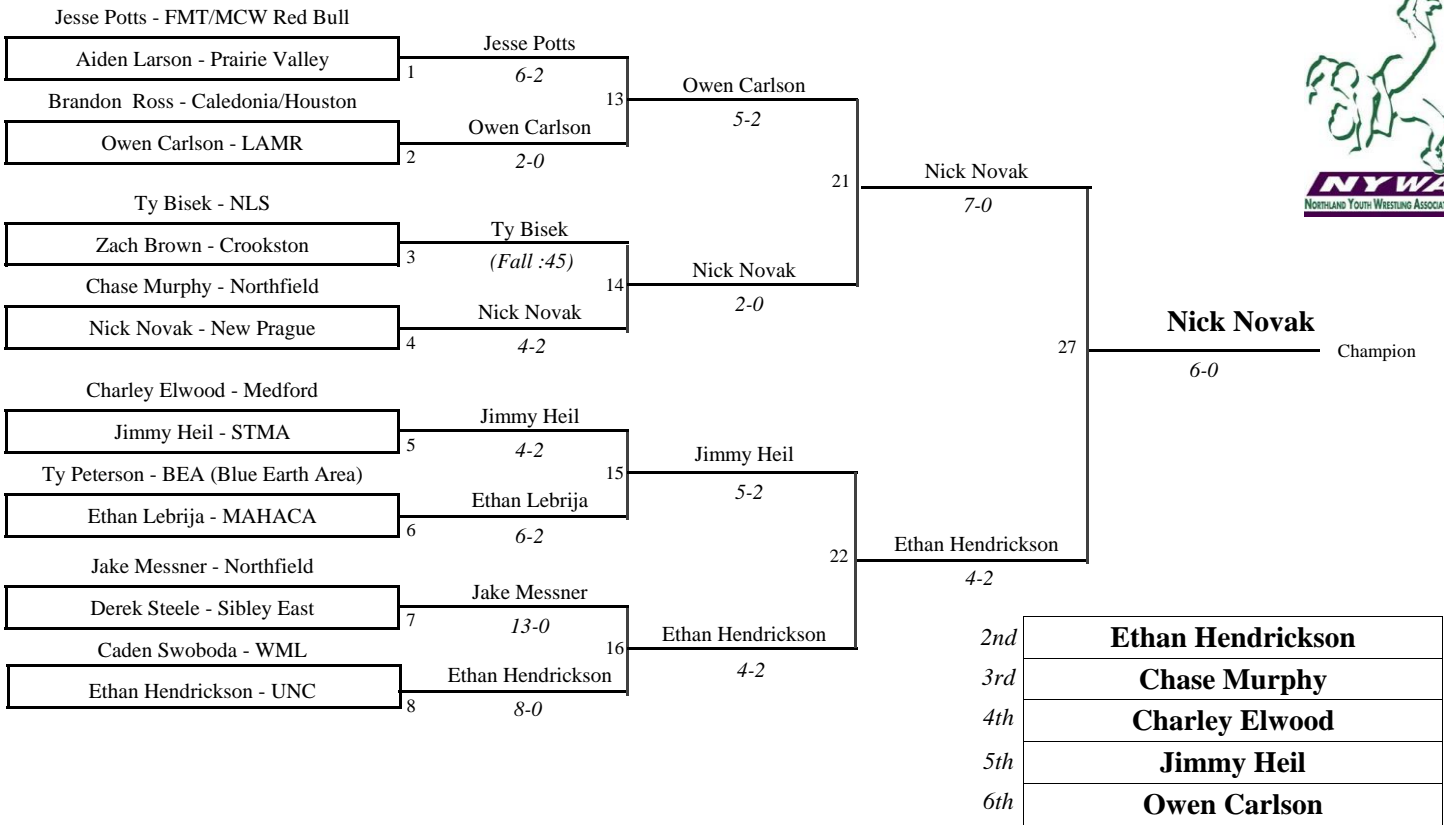 Jesse Potts - FMT/MCW Red Bull
Aiden Larson - Prairie Valley
1
Jesse Potts
6-2
Brandon  Ross - Caledonia/Houston
Owen Carlson - LAMR
2
Owen Carlson
2-0
13
Owen Carlson
5-2
Ty Bisek - NLS
Zach Brown - Crookston
3
Ty Bisek
(Fall :45)
Chase Murphy - Northfield
Nick Novak - New Prague
4
Nick Novak
4-2
14
Nick Novak
2-0
21
Nick Novak
7-0
Charley Elwood - Medford
Jimmy Heil - STMA
5
Jimmy Heil
4-2
Ty Peterson - BEA (Blue Earth Area)
Ethan Lebrija - MAHACA
6
Ethan Lebrija
6-2
15
Jimmy Heil
5-2
Jake Messner - Northfield
Derek Steele - Sibley East
7
Jake Messner
13-0
Caden Swoboda - WML
Ethan Hendrickson - UNC
8
Ethan Hendrickson
8-0
16
Ethan Hendrickson
4-2
22
Ethan Hendrickson
4-2
27
Nick Novak
6-0
Champion
NYWA
NORTHLAND YOUTH WRESTLING
2nd Ethan Hendrickson
3rd Chase Murphy
4th Charley Elwood
5th Jimmy Heil
6th Owen Carlson